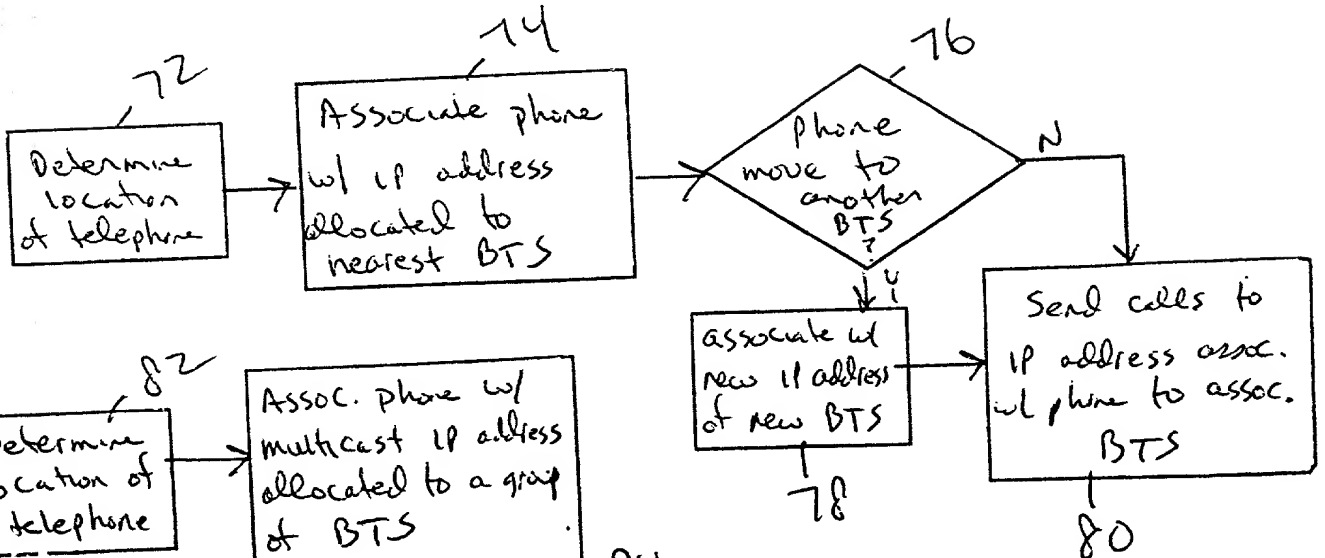 72
Determine
location
of telephone
74
Associate phone
w/ IP address
allocated to
nearest BTS
76
phone
move to
another
BTS
?
N
Y
associate w/
new IP address
of new BTS
78
Send calls to
IP address assoc.
w/ phone to assoc.
BTS
80
82
etermine
ocation of
telephone
Assoc. phone w/
multicast IP address
allocated to a group
of BTS